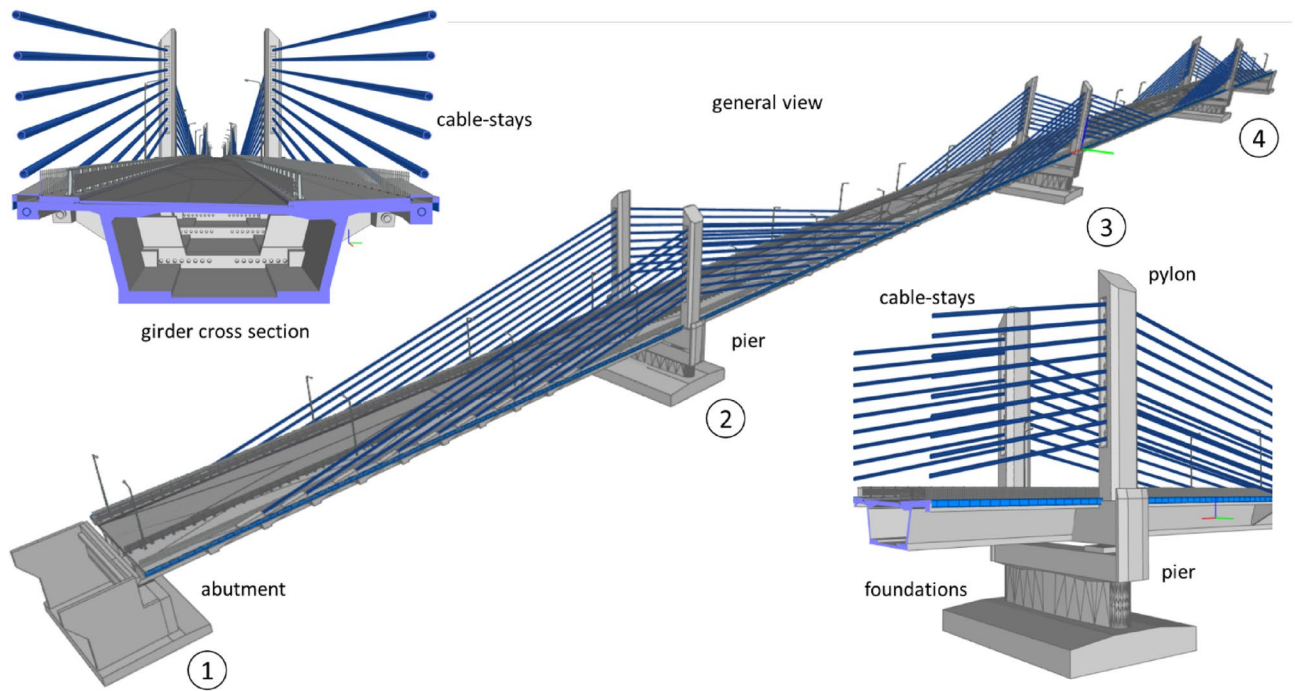 cable-stays
general view
4
3
girder cross section
pier
2
cable-stays
pylon
abutment
foundations
pier
1